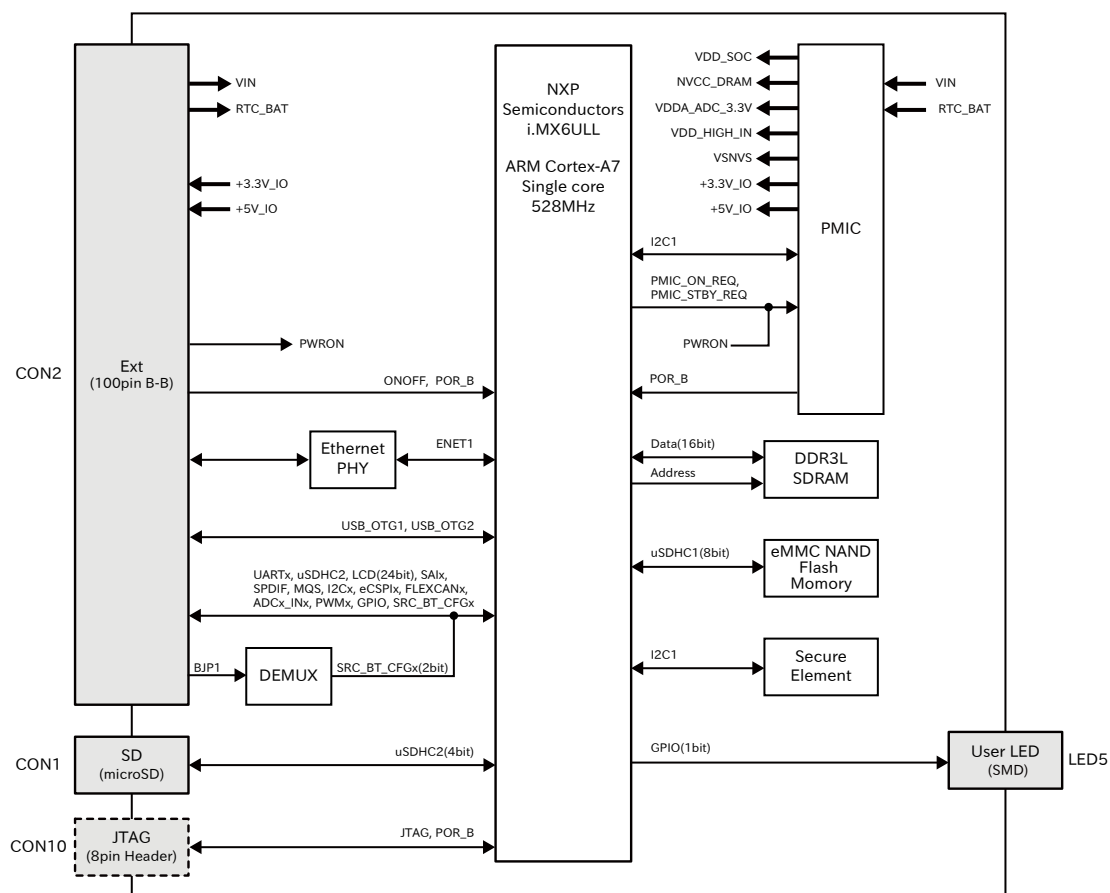 CON2
Ext
(100pin B-B)
VIN
RTC_BAT
+3.3V_IO
+5V_IO
PWRON
ONOFF, POR_B
Ethernet
PHY
ENET1
USB_OTG1, USB_OTG2
UARTx, uSDHC2, LCD(24bit), SAIx,
SPDIF, MQS, I2Cx, eCSPIx, FLEXCANx,
ADCx_INx, PWMx, GPIO, SRC_BT_CFGx
BJP1
DEMUX
SRC_BT_CFGx(2bit)
CON1
SD
(microSD)
uSDHC2(4bit)
CON10
JTAG
(8pin Header)
JTAG, POR_B
NXP
Semiconductors
i.MX6ULL
ARM Cortex-A7
Single core
528MHz
VDD_SOC
NVCC_DRAM
VDDA_ADC_3.3V
VDD_HIGH_IN
VSNVS
+3.3V_IO
+5V_IO
PMIC
VIN
RTC_BAT
I2C1
PMIC_ON_REQ,
PMIC_STBY_REQ
PWRON
POR_B
Data(16bit)
Address
DDR3L
SDRAM
uSDHC1(8bit)
eMMC NAND
Flash
Momory
I2C1
Secure
Element
GPIO(1bit)
User LED
(SMD)
LED5